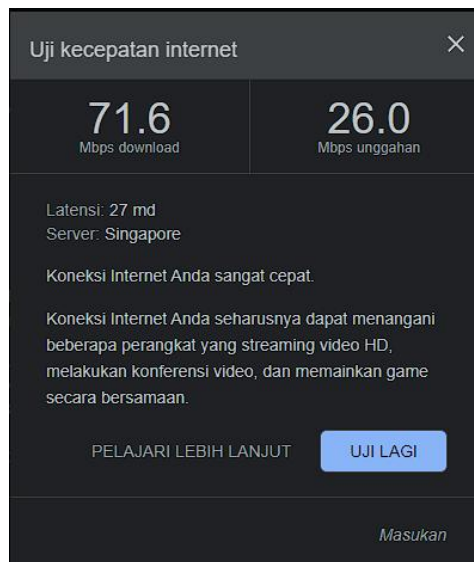 Uji kecepatan internet
71.6
Mbps download
26.0
Mbps unggahan
Latensi: 27 md
Server: Singapore
Koneksi Internet Anda sangat cepat.
Koneksi Internet Anda seharusnya dapat menangani
beberapa perangkat yang streaming video HD,
melakukan konferensi video, dan memainkan game
secara bersamaan.
PELAJARI LEBIH LANJUT
UJI LAGI
Masukan